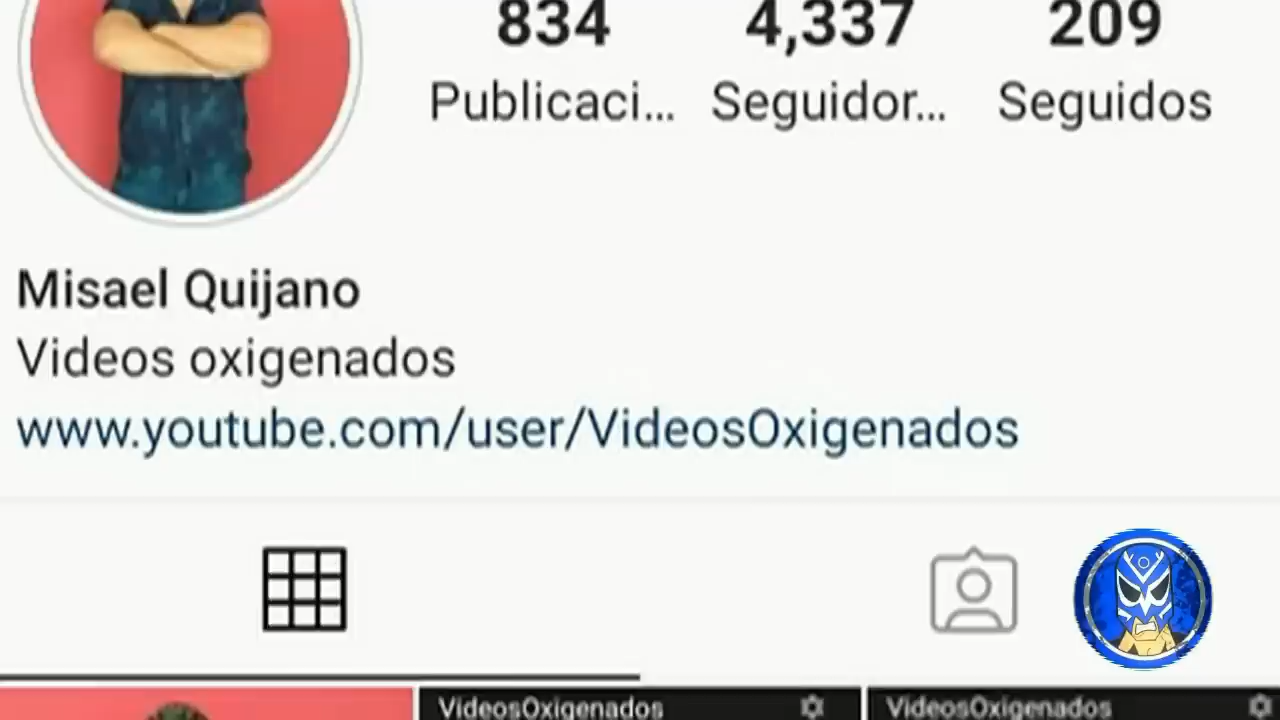 834 4,337 209
Publicaci... Seguidor... Seguidos
Misael Quijano
Videos oxigenados
www.youtube.com/user/VideosOxigenados
VideosOxigenados VideosOxigenados